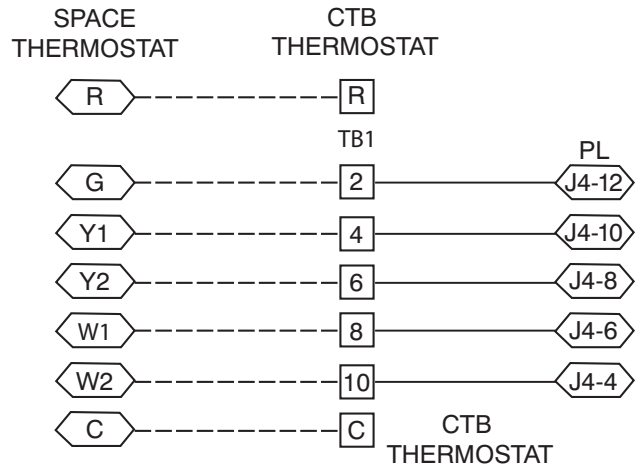 SPACE
THERMOSTAT
CTB
THERMOSTAT
R R
TB1
PL
G 2 J4-12
Y1 4 J4-10
Y2 6 J4-8
W1 8 J4-6
W2 10 J4-4
C C
CTB
THERMOSTAT